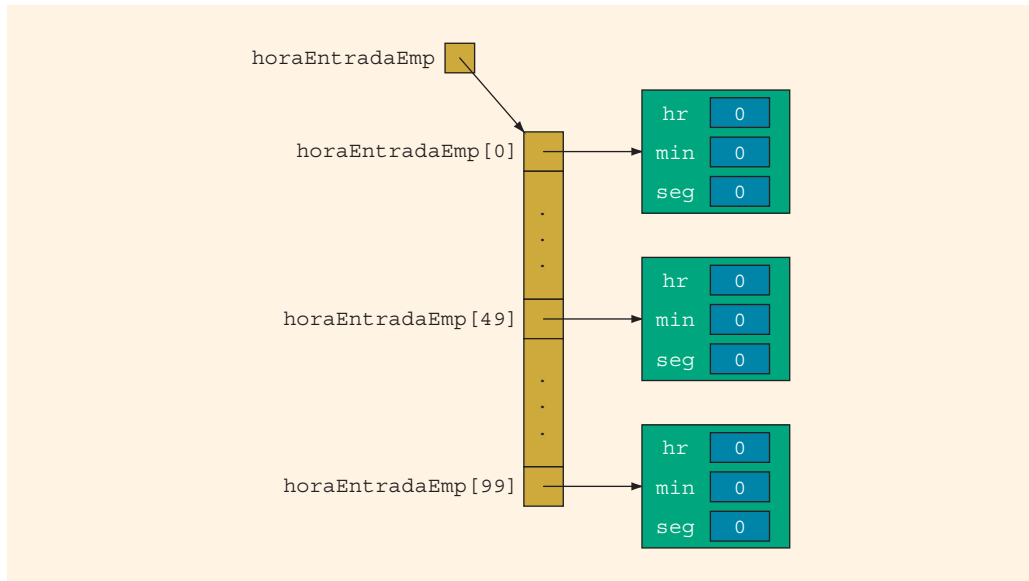 horaEntradaEmp
hr 0
horaEntradaEmp[0] min 0
seg 0
.
.
.
hr 0
horaEntradaEmp[49] min 0
seg 0
.
.
.
hr 0
horaEntradaEmp[99] min 0
seg 0